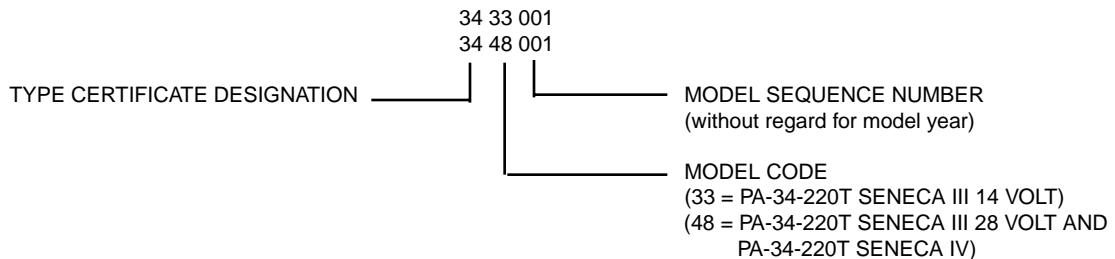 34 33 001
34 48 001
TYPE CERTIFICATE DESIGNATION
MODEL SEQUENCE NUMBER
(without regard for model year)
MODEL CODE
(33 = PA-34-220T SENECA III 14 VOLT)
(48 = PA-34-220T SENECA III 28 VOLT AND
PA-34-220T SENECA IV)